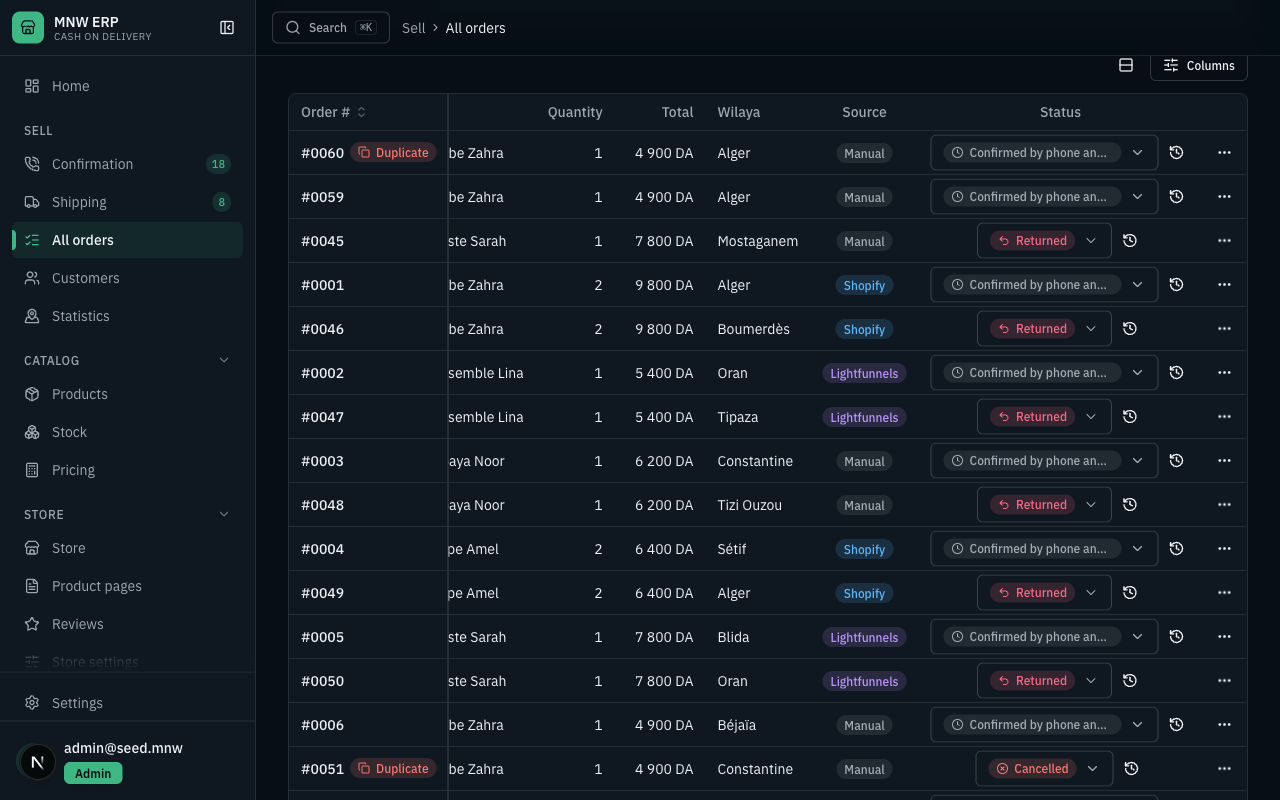 MNW ERP
CASH ON DELIVERY
Search ⌘K
Sell > All orders
Home
SELL
Confirmation 18
Shipping 8
All orders
Customers
Statistics
CATALOG
Products
Stock
Pricing
STORE
Store
Product pages
Reviews
Store settings
Settings
N
admin@seed.mnw
Admin
Columns
Order # Quantity Total Wilaya Source Status
#0060 Duplicate be Zahra 1 4 900 DA Alger Manual Confirmed by phone an...
#0059 be Zahra 1 4 900 DA Alger Manual Confirmed by phone an...
#0045 ste Sarah 1 7 800 DA Mostaganem Manual Returned
#0001 be Zahra 2 9 800 DA Alger Shopify Confirmed by phone an...
#0046 be Zahra 2 9 800 DA Boumerdès Shopify Returned
#0002 semble Lina 1 5 400 DA Oran Lightfunnels Confirmed by phone an...
#0047 semble Lina 1 5 400 DA Tipaza Lightfunnels Returned
#0003 aya Noor 1 6 200 DA Constantine Manual Confirmed by phone an...
#0048 aya Noor 1 6 200 DA Tizi Ouzou Manual Returned
#0004 pe Amel 2 6 400 DA Sétif Shopify Confirmed by phone an...
#0049 pe Amel 2 6 400 DA Alger Shopify Returned
#0005 ste Sarah 1 7 800 DA Blida Lightfunnels Confirmed by phone an...
#0050 ste Sarah 1 7 800 DA Oran Lightfunnels Returned
#0006 be Zahra 1 4 900 DA Béjaïa Manual Confirmed by phone an...
#0051 Duplicate be Zahra 1 4 900 DA Constantine Manual Cancelled